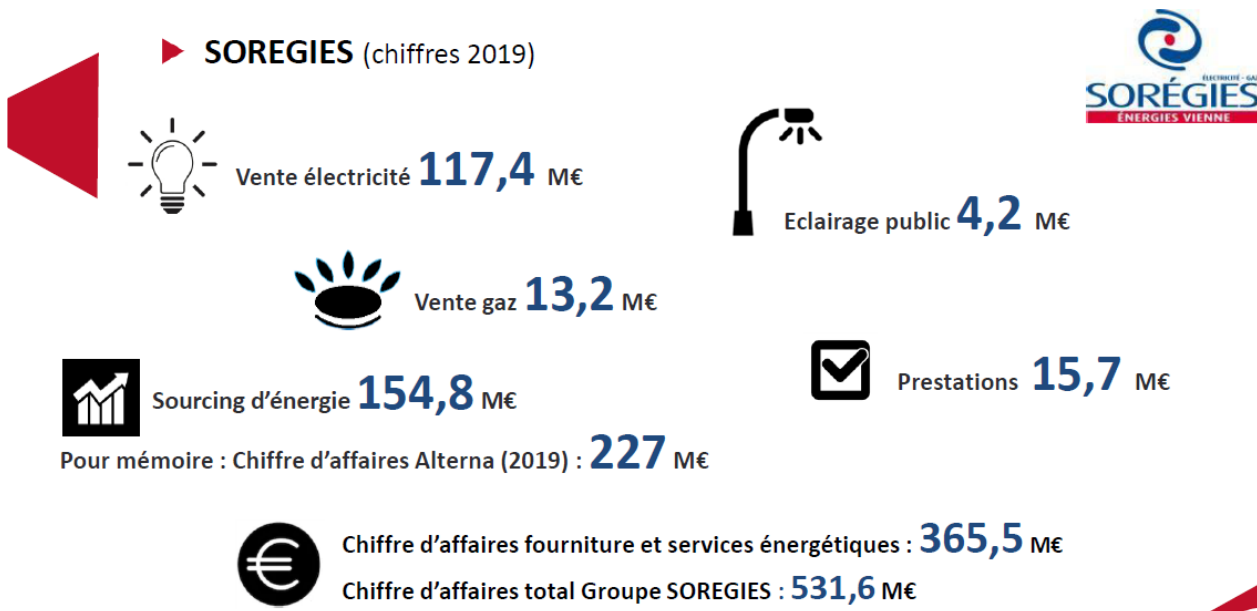 SOREGIES (chiffres 2019)
ÉLECTRICITÉ - GAZ
SORÉGIES
ÉNERGIES VIENNE
Vente électricité 117,4 M€
Eclairage public 4,2 M€
Vente gaz 13,2 M€
Sourcing d’énergie 154,8 M€
Prestations 15,7 M€
Pour mémoire : Chiffre d’affaires Alterna (2019) : 227 M€
€
Chiffre d’affaires fourniture et services énergétiques : 365,5 M€
Chiffre d’affaires total Groupe SOREGIES : 531,6 M€